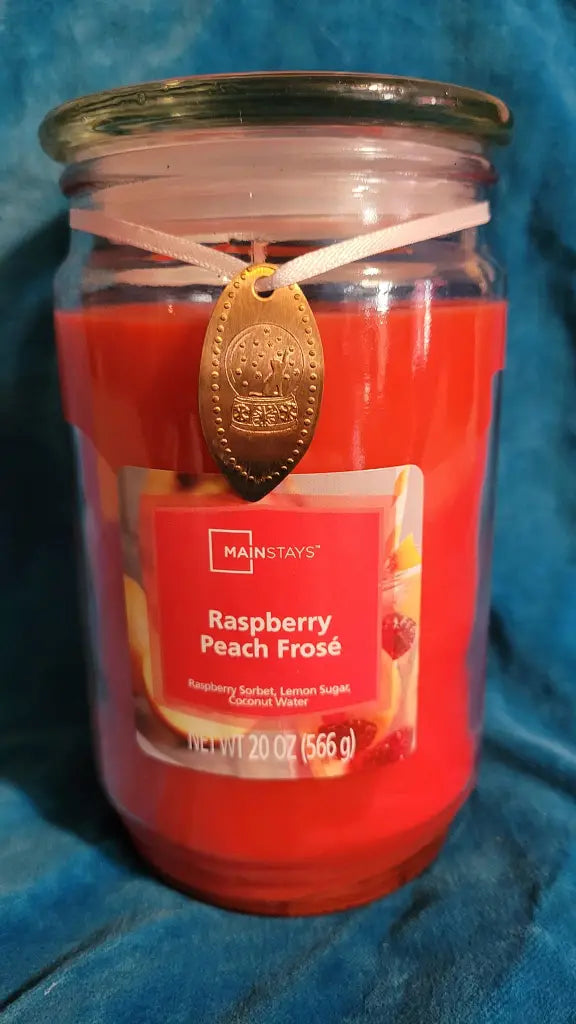 MAINSTAYS™
Raspberry
Peach Frosé
Raspberry Sorbet, Lemon Sugar,
Coconut Water
NET WT 20 OZ (566 g)